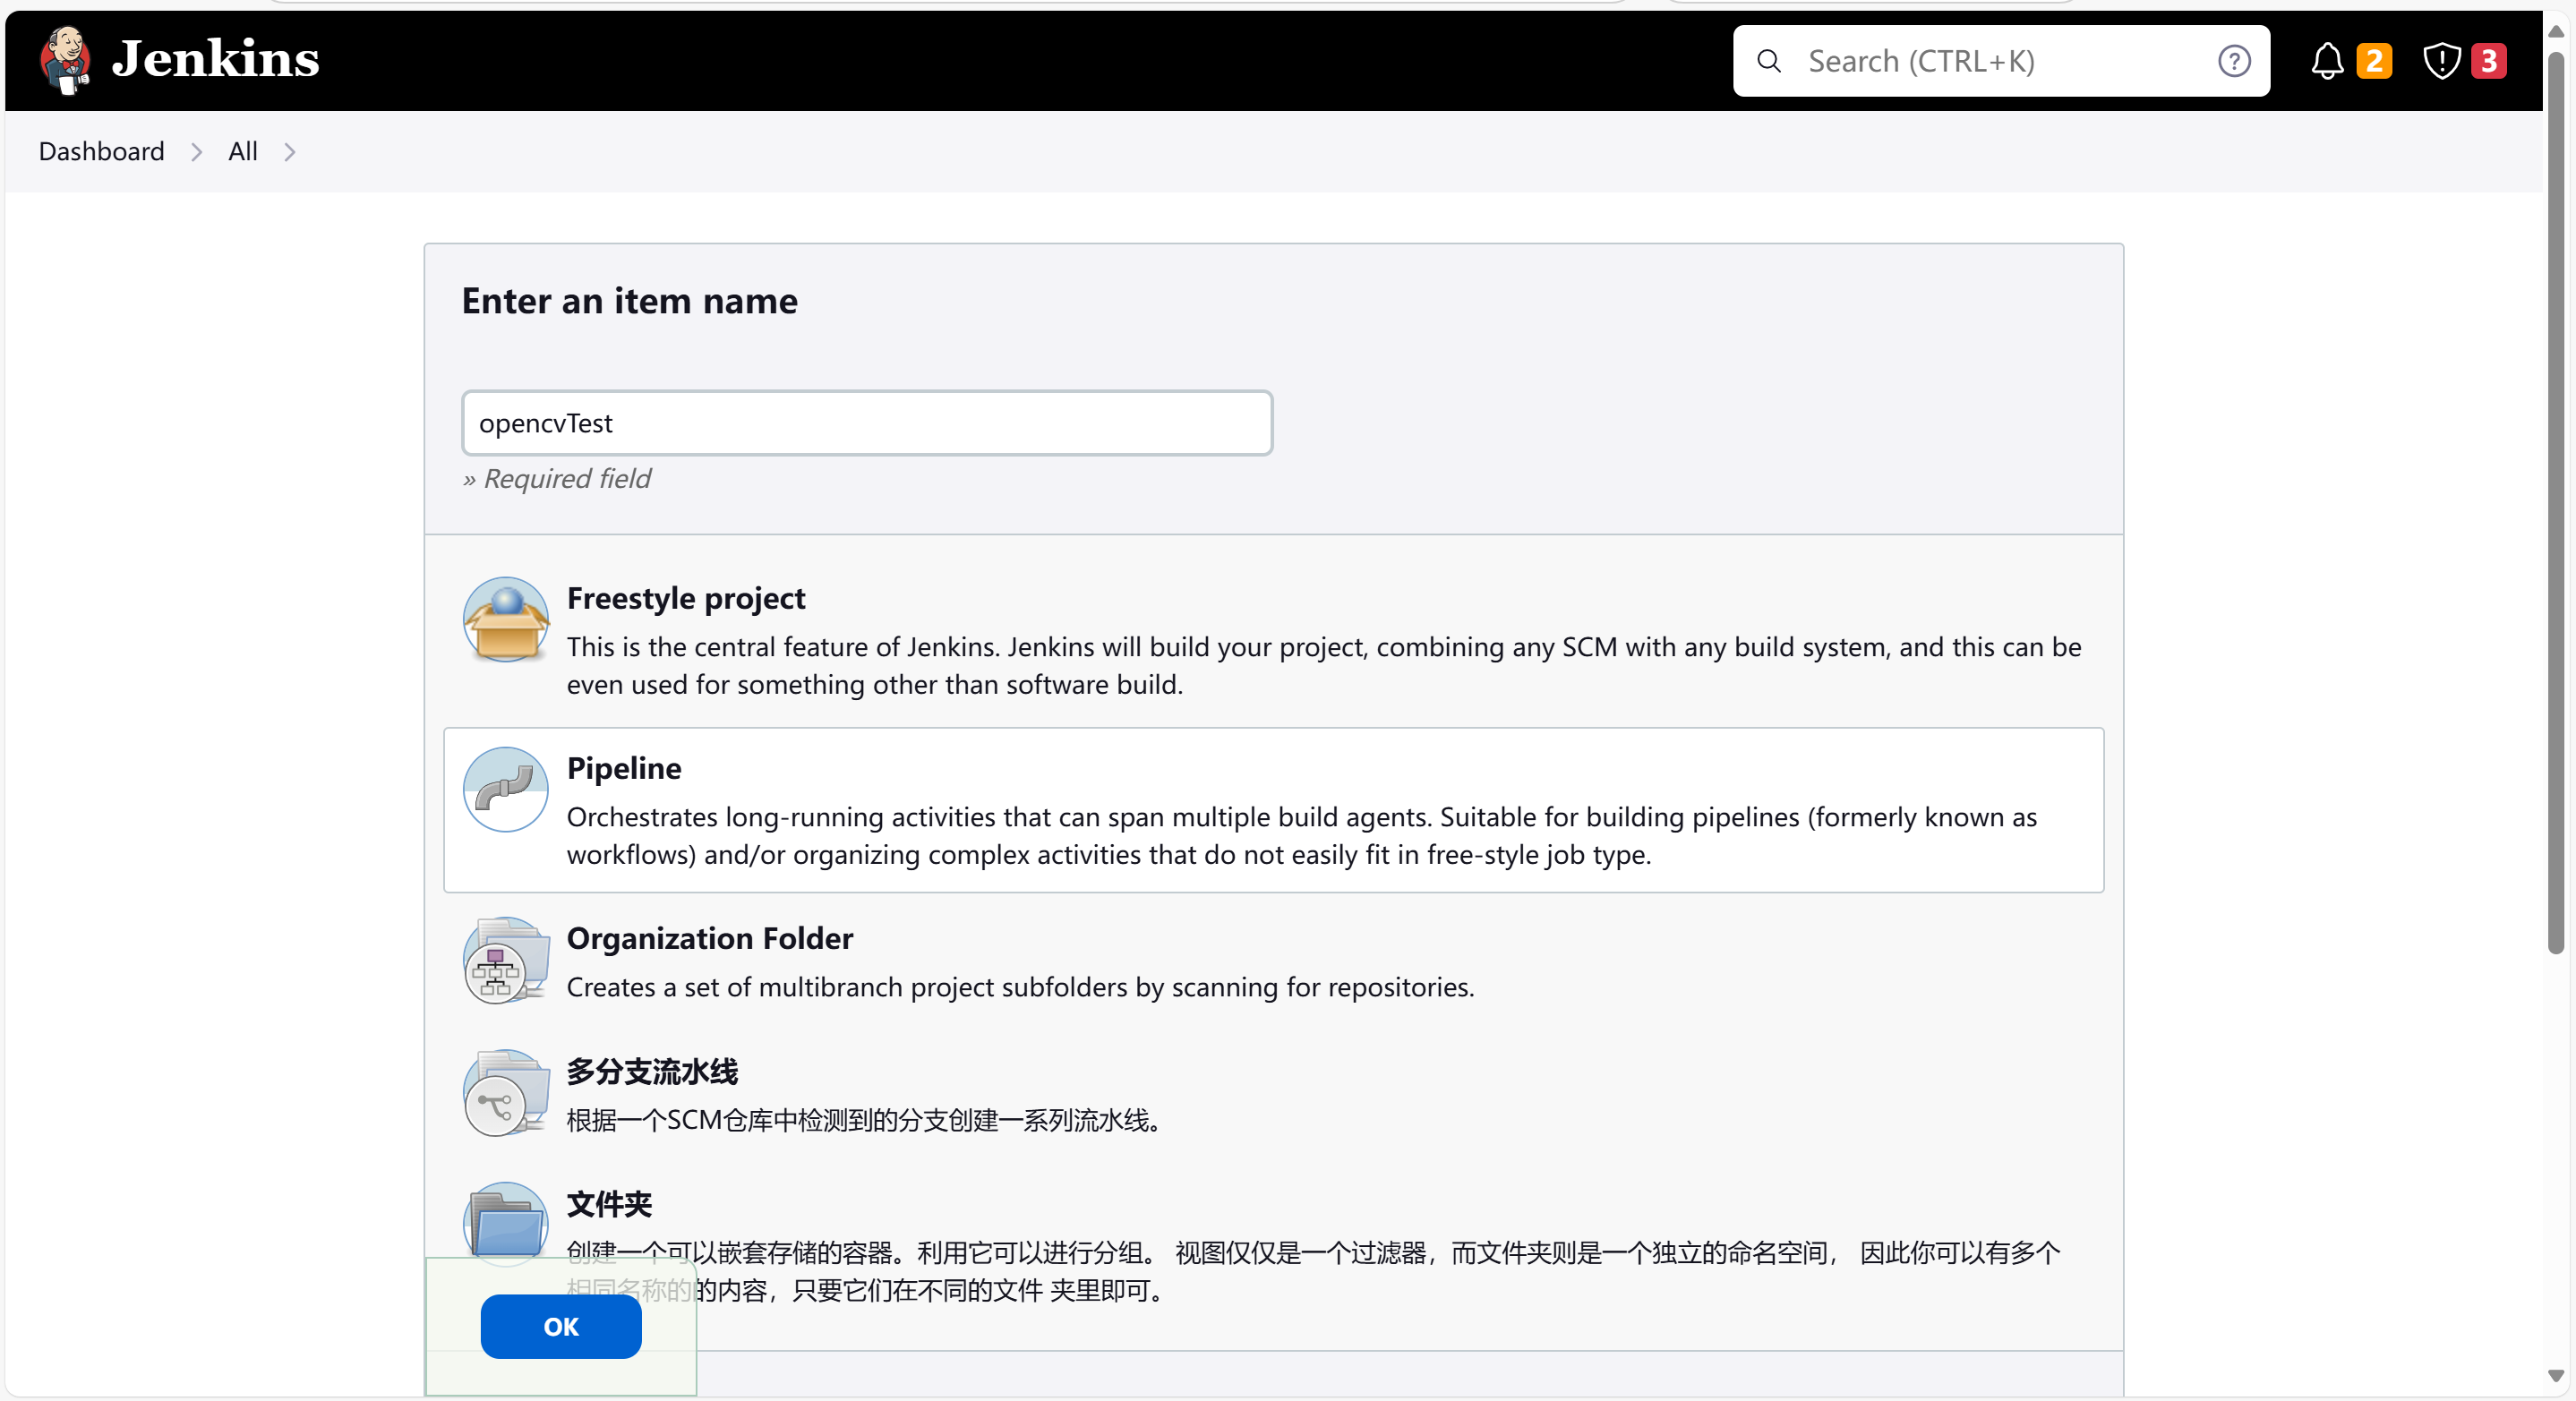 Jenkins
Search (CTRL+K)
2
3
Dashboard
All
Enter an item name
opencvTest
» Required field
Freestyle project
This is the central feature of Jenkins. Jenkins will build your project, combining any SCM with any build system, and this can be
even used for something other than software build.
Pipeline
Orchestrates long-running activities that can span multiple build agents. Suitable for building pipelines (formerly known as
workflows) and/or organizing complex activities that do not easily fit in free-style job type.
Organization Folder
Creates a set of multibranch project subfolders by scanning for repositories.
多分支流水线
根据一个SCM仓库中检测到的分支创建一系列流水线。
文件夹
创建一个可以嵌套存储的容器。利用它可以进行分组。 视图仅仅是一个过滤器，而文件夹则是一个独立的命名空间， 因此你可以有多个
相同名称的的内容，只要它们在不同的文件 夹里即可。
OK